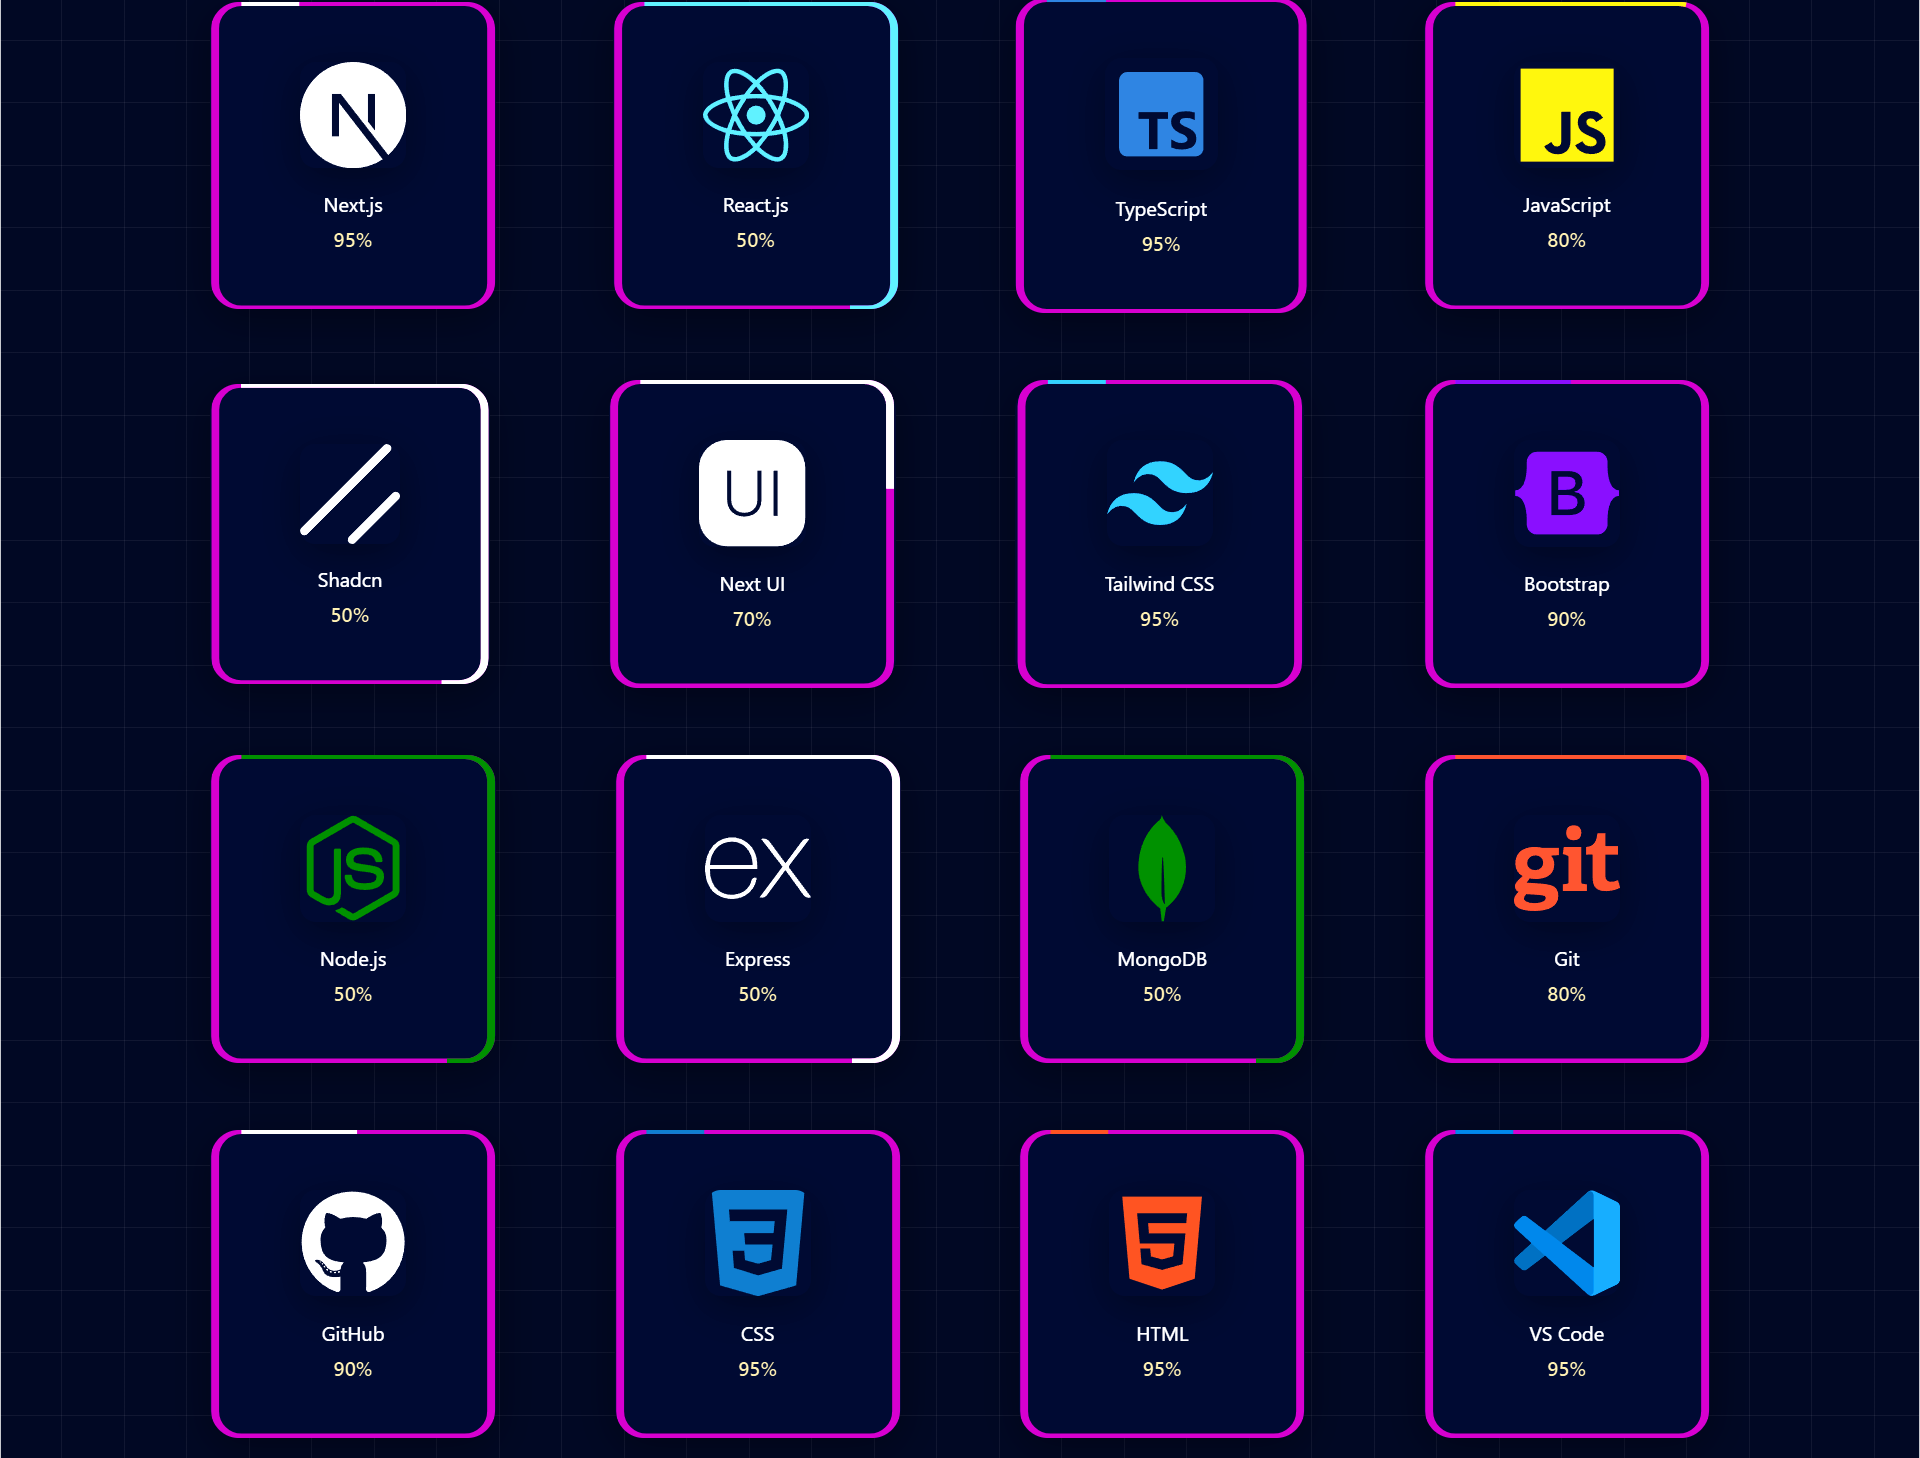 N
TS
JS
Next.js
React.js
TypeScript
JavaScript
95%
50%
95%
80%
UI
B
Shadcn
Next UI
Tailwind CSS
Bootstrap
50%
70%
95%
90%
JS
ex
git
Node.js
Express
MongoDB
Git
50%
50%
50%
80%
3
5
GitHub
CSS
HTML
VS Code
90%
95%
95%
95%